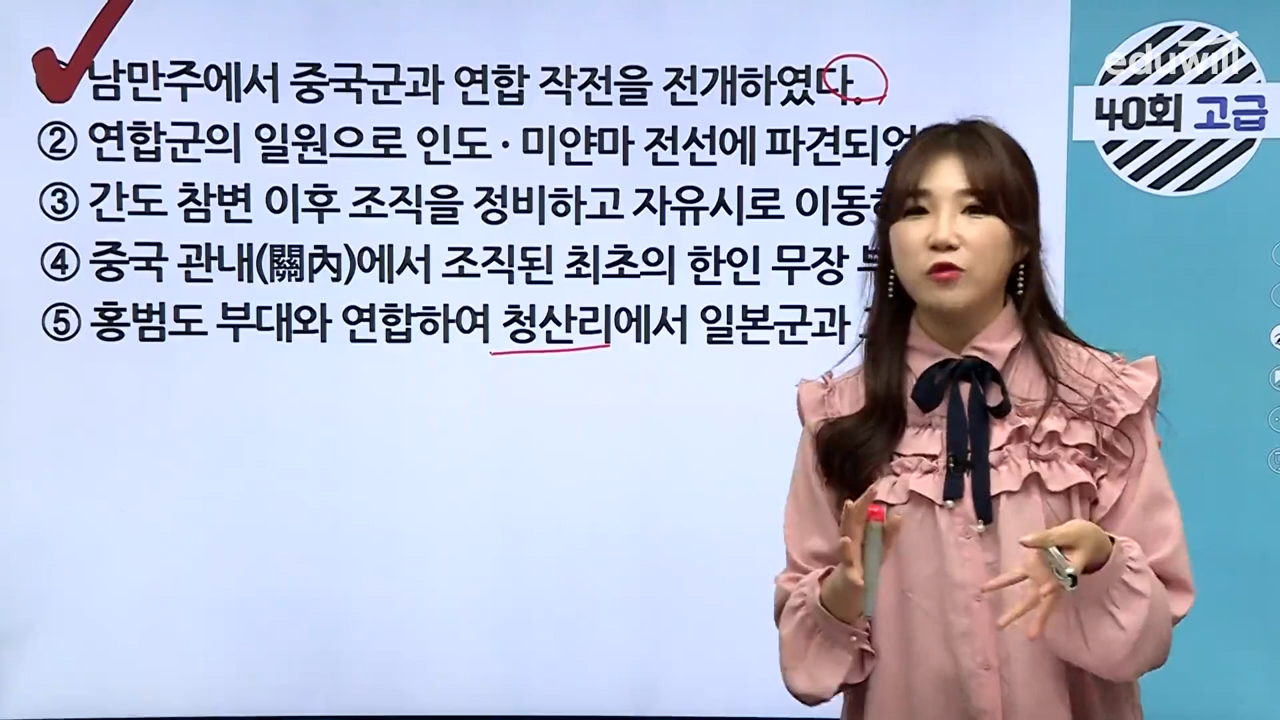 남만주에서 중국군과 연합 작전을 전개하였다.
② 연합군의 일원으로 인도·미얀마 전선에 파견되었
③ 간도 참변 이후 조직을 정비하고 자유시로 이동
④ 중국 관내(關內)에서 조직된 최초의 한인 무장
⑤ 홍범도 부대와 연합하여 청산리에서 일본군과
eduwill
40회 고급